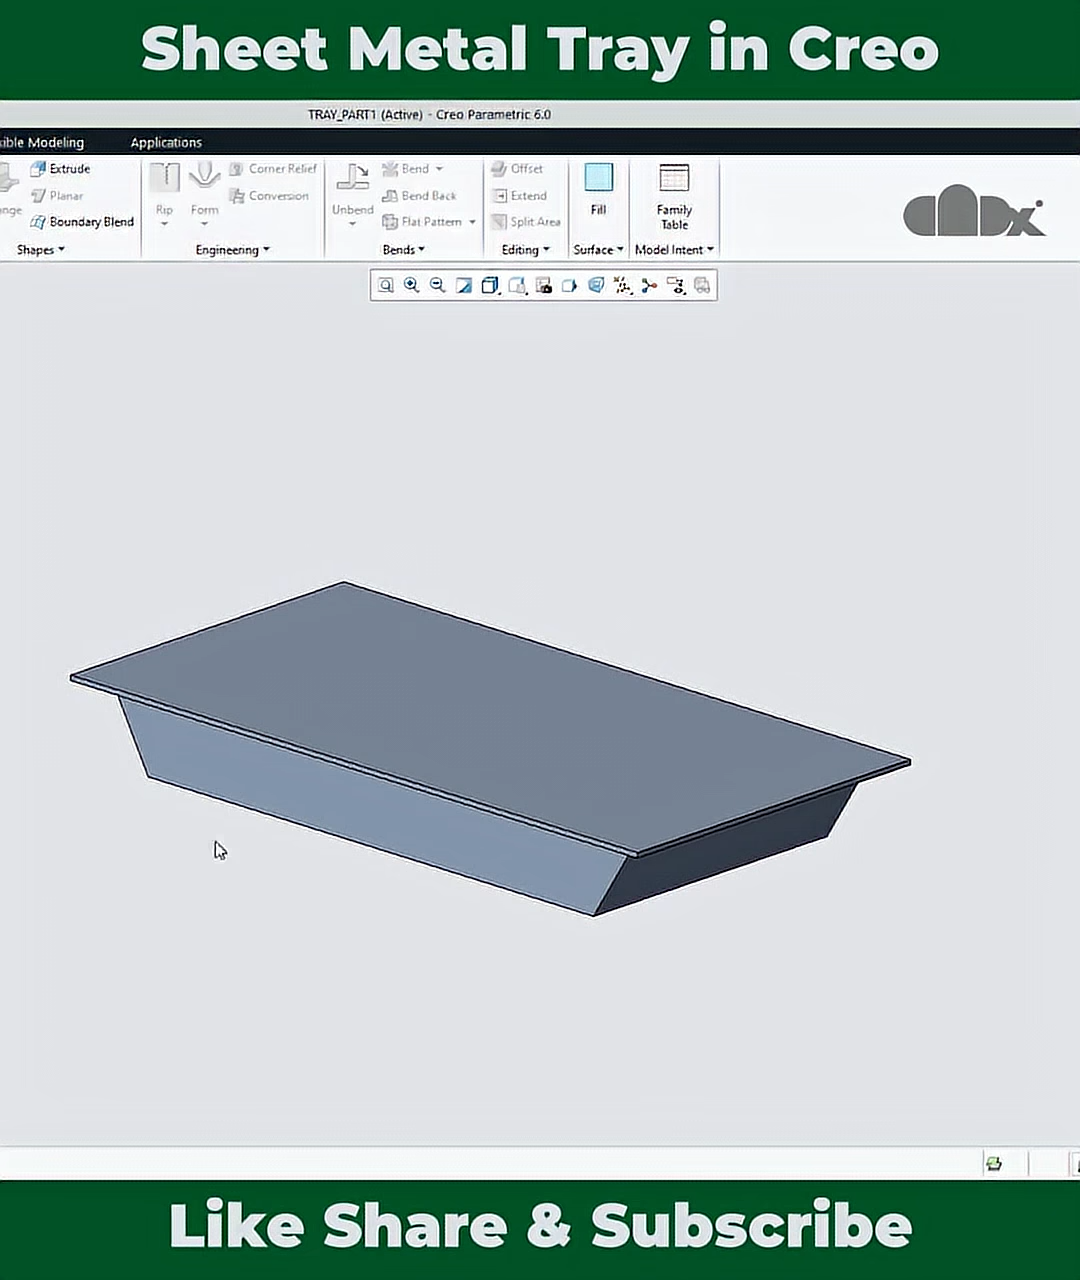 Sheet Metal Tray in Creo
TRAY_PART1 (Active) - Creo Parametric 6.0
ible Modeling Applications
Extrude
Planar
Boundary Blend
Shapes
Rip
Form
Corner Relief
Conversion
Engineering
Unbend
Bend
Bend Back
Flat Pattern
Bends
Offset
Extend
Split Area
Editing
Fill
Surface
Family
Table
Model Intent
CADx
Like Share & Subscribe